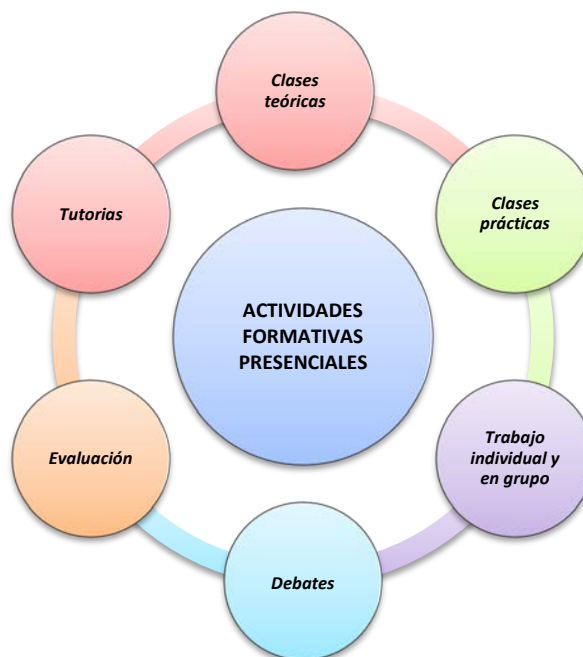 Clases
teóricas
Clases
prácticas
Trabajo
individual y
en grupo
Debates
Evaluación
Tutorias
ACTIVIDADES
FORMATIVAS
PRESENCIALES